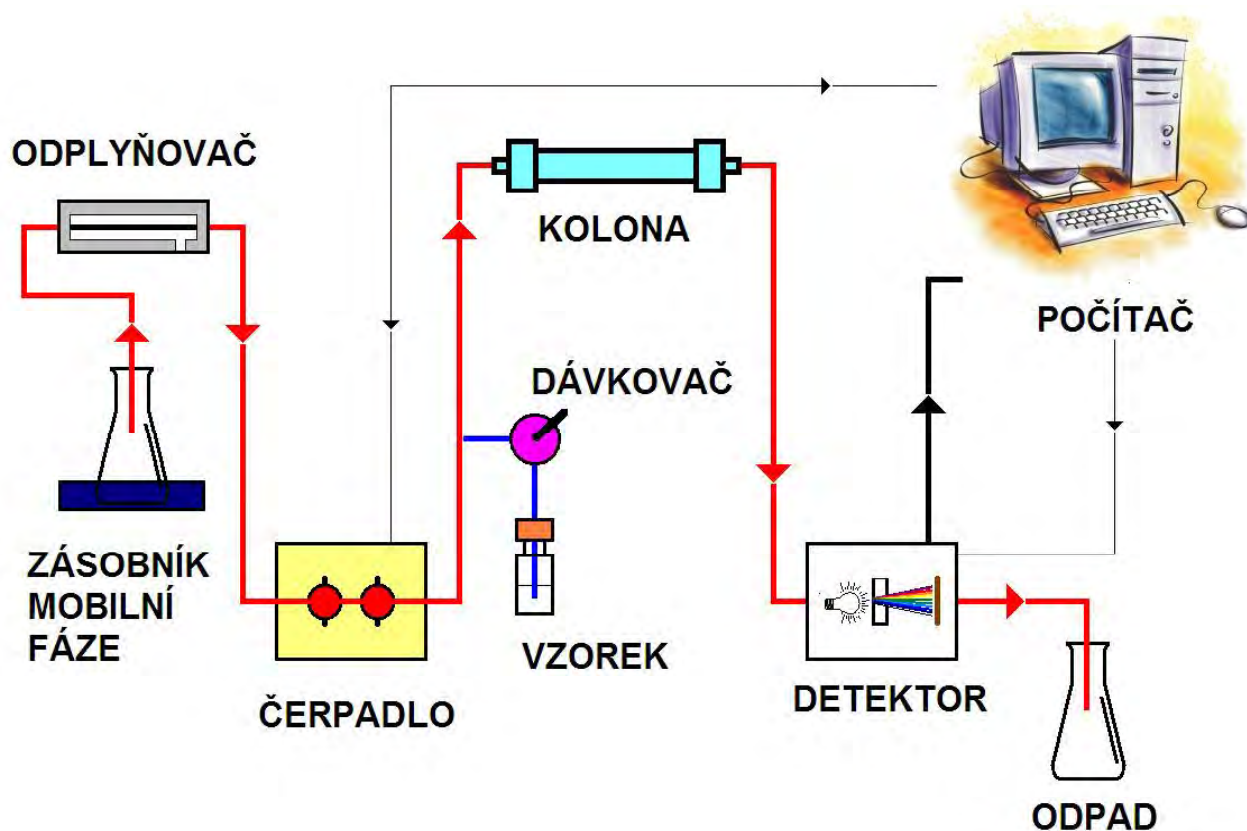 ODPLYŇOVAČ
KOLONA
POČÍTAČ
DÁVKOVAČ
ZÁSOBNÍK
MOBILNÍ
FÁZE
VZOREK
ČERPADLO
DETEKTOR
ODPAD